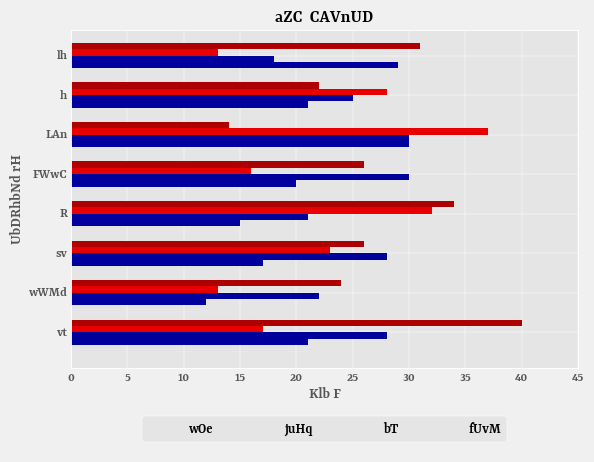 aZC CAVnUD
UbDRhbNd rH
lh
h
LAn
FWwC
R
sv
wWMd
vt
0 5 10 15 20 25 30 35 40 45
Klb F
wOe juHq bT fUvM